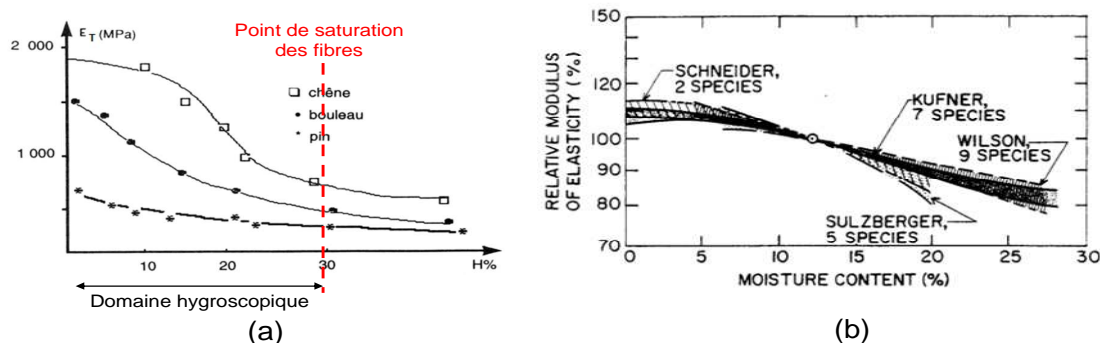 E_T (MPa)
2 000
1 000
Point de saturation
des fibres
chêne
bouleau
pin
10
20
30
H%
Domaine hygroscopique
(a)
RELATIVE MODULUS
OF ELASTICITY (%)
150
120
100
90
80
70
SCHNEIDER,
2 SPECIES
KUFNER,
7 SPECIES
WILSON,
9 SPECIES
SULZBERGER,
5 SPECIES
0
5
10
15
20
25
30
MOISTURE CONTENT (%)
(b)